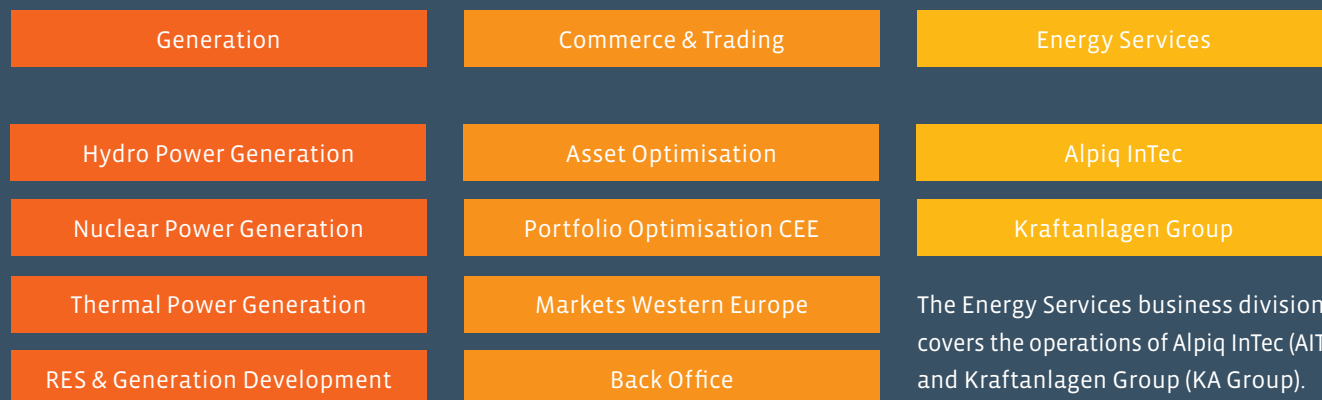 Generation
Commerce & Trading
Energy Services
Hydro Power Generation
Asset Optimisation
Alpiq InTec
Nuclear Power Generation
Portfolio Optimisation CEE
Kraftanlagen Group
Thermal Power Generation
Markets Western Europe
The Energy Services business division
covers the operations of Alpiq InTec (AIT
and Kraftanlagen Group (KA Group).
RES & Generation Development
Back Office